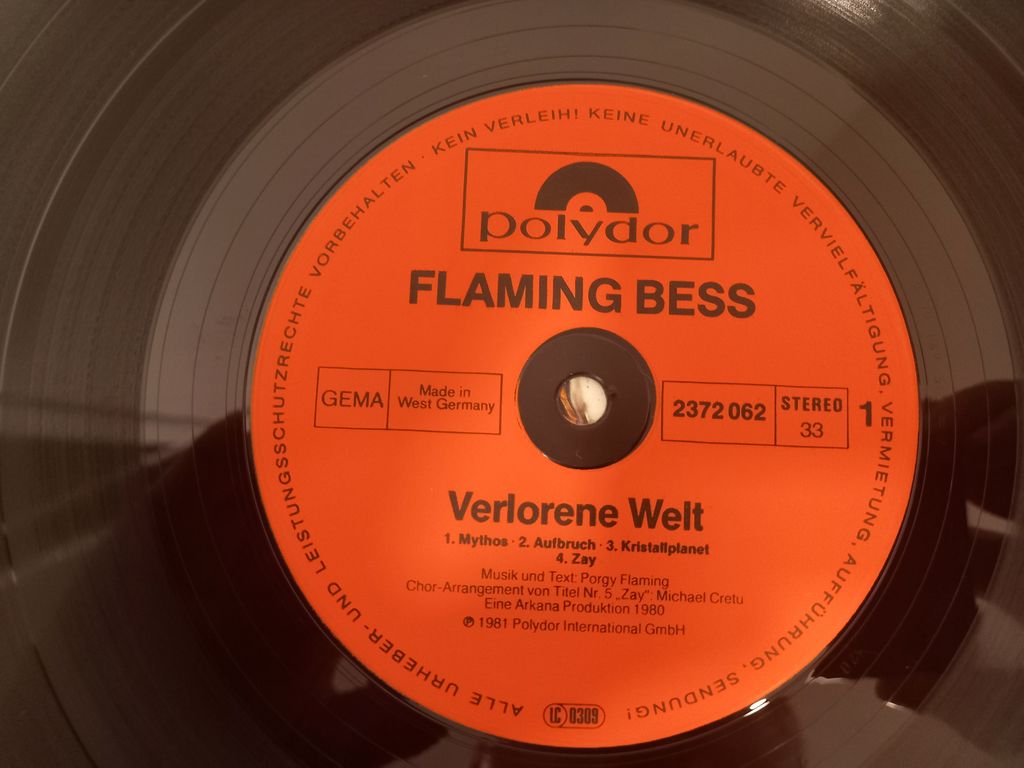 ALLE URHEBER- UND LEISTUNGSSCHUTZRECHTE VORBEHALTEN · KEIN VERLEIH! KEINE UNERLAUBTE VERVIELFÄLTIGUNG, VERMIETUNG, AUFFÜHRUNG, SENDUNG!
polydor
FLAMING BESS
GEMA
Made in
West Germany
2372 062
STEREO
33
1
Verlorene Welt
1. Mythos · 2. Aufbruch · 3. Kristallplanet
4. Zay
Musik und Text: Porgy Flaming
Chor-Arrangement von Titel Nr. 5 „Zay": Michael Cretu
Eine Arkana Produktion 1980
℗ 1981 Polydor International GmbH
LC 0309